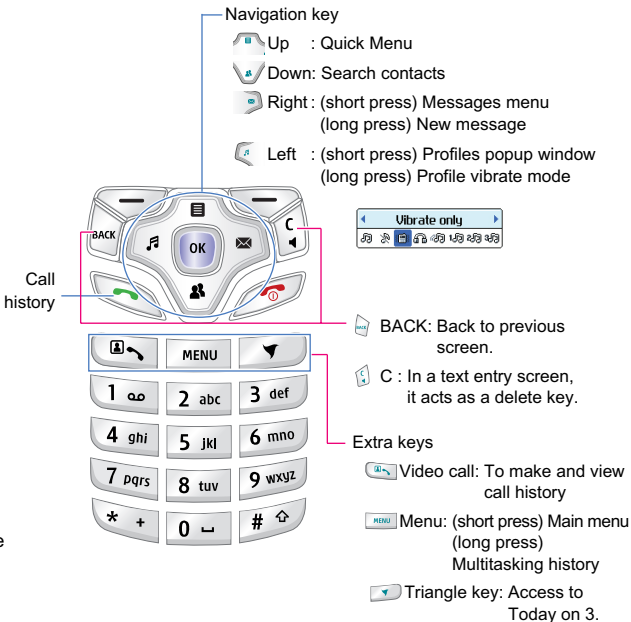 Navigation key
Up : Quick Menu
Down: Search contacts
Right : (short press) Messages menu
(long press) New message
Left : (short press) Profiles popup window
(long press) Profile vibrate mode
Vibrate only
BACK
OK
C
Call
history
BACK: Back to previous
screen.
C : In a text entry screen,
it acts as a delete key.
MENU
1
2 abc
3 def
4 ghi
5 jkl
6 mno
7 pqrs
8 tuv
9 wxyz
* +
0
#
Extra keys
Video call: To make and view
call history
MENU
Menu: (short press) Main menu
(long press)
Multitasking history
Triangle key: Access to
Today on 3.
e